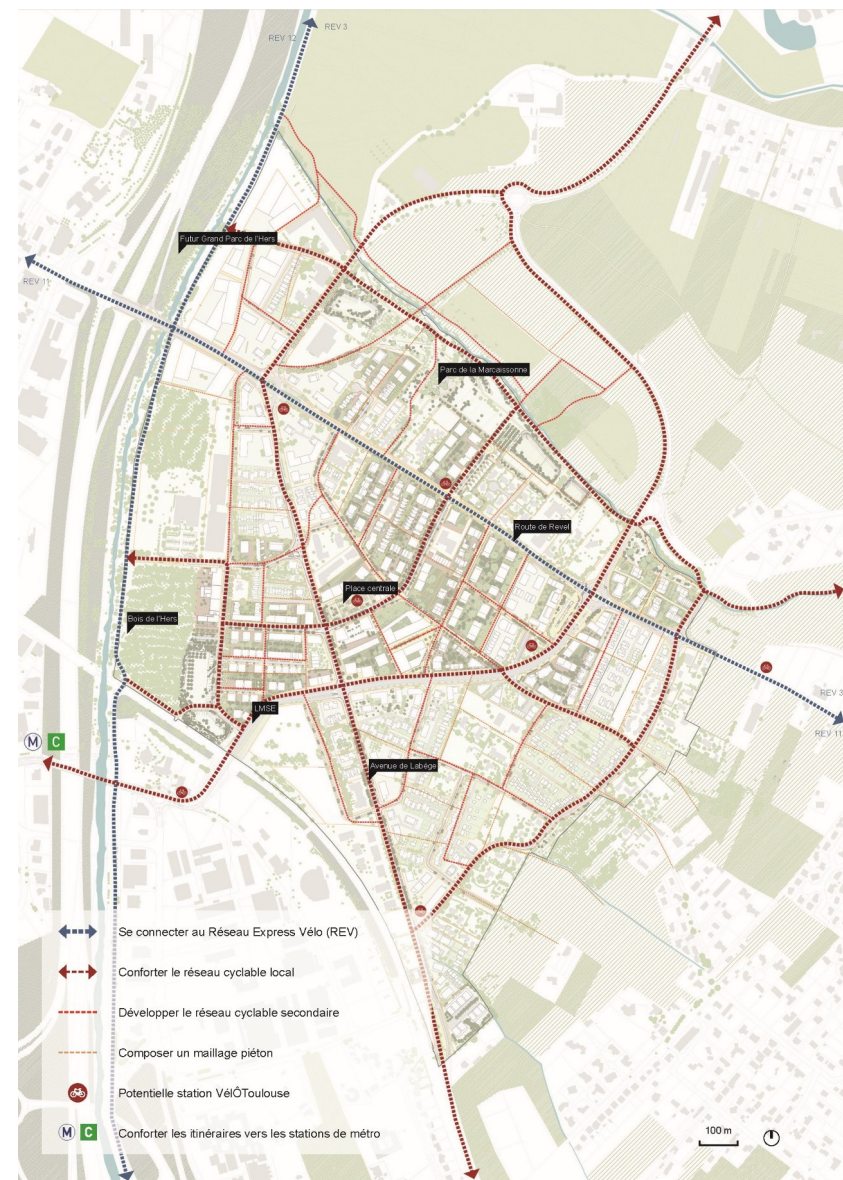 REV 3
REV 12
Futur Grand Parc de l'Hers
REV 11
Parc de la Marcaissonne
Route de Revel
Place centrale
Bois de l'Hers
LMSE
REV 3
REV 11
M C
Avenue de Labège
Se connecter au Réseau Express Vélo (REV)
Conforter le réseau cyclable local
Développer le réseau cyclable secondaire
Composer un maillage piéton
Potentielle station VélÔToulouse
M C Conforter les itinéraires vers les stations de métro
100 m